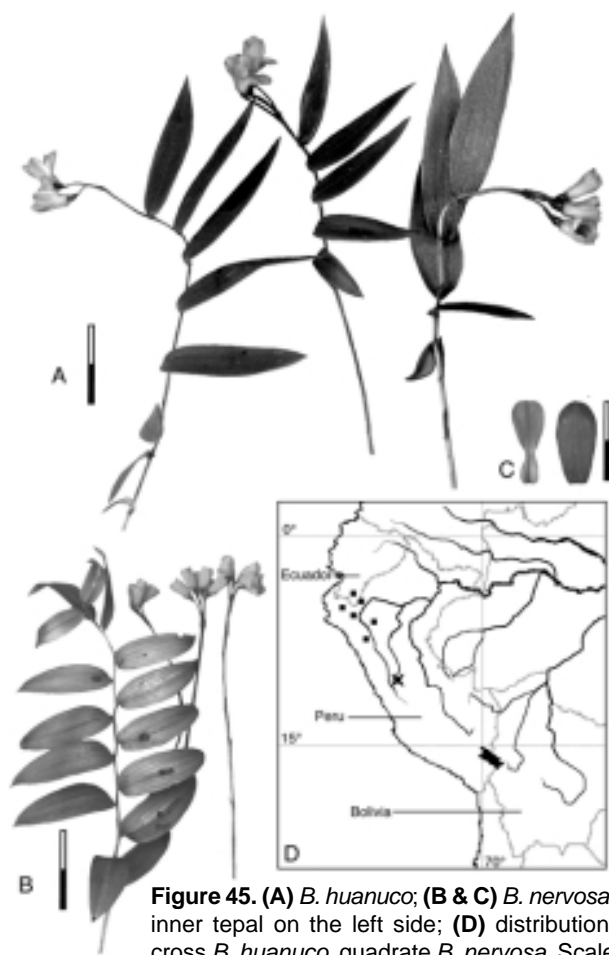 A
C
0°
Ecuador
Peru
15°
Bolivia
D
70°
B
Figure 45. (A) B. huanuco; (B & C) B. nervosa
inner tepal on the left side; (D) distribution
cross B. huanuco, quadrate B. nervosa. Scale